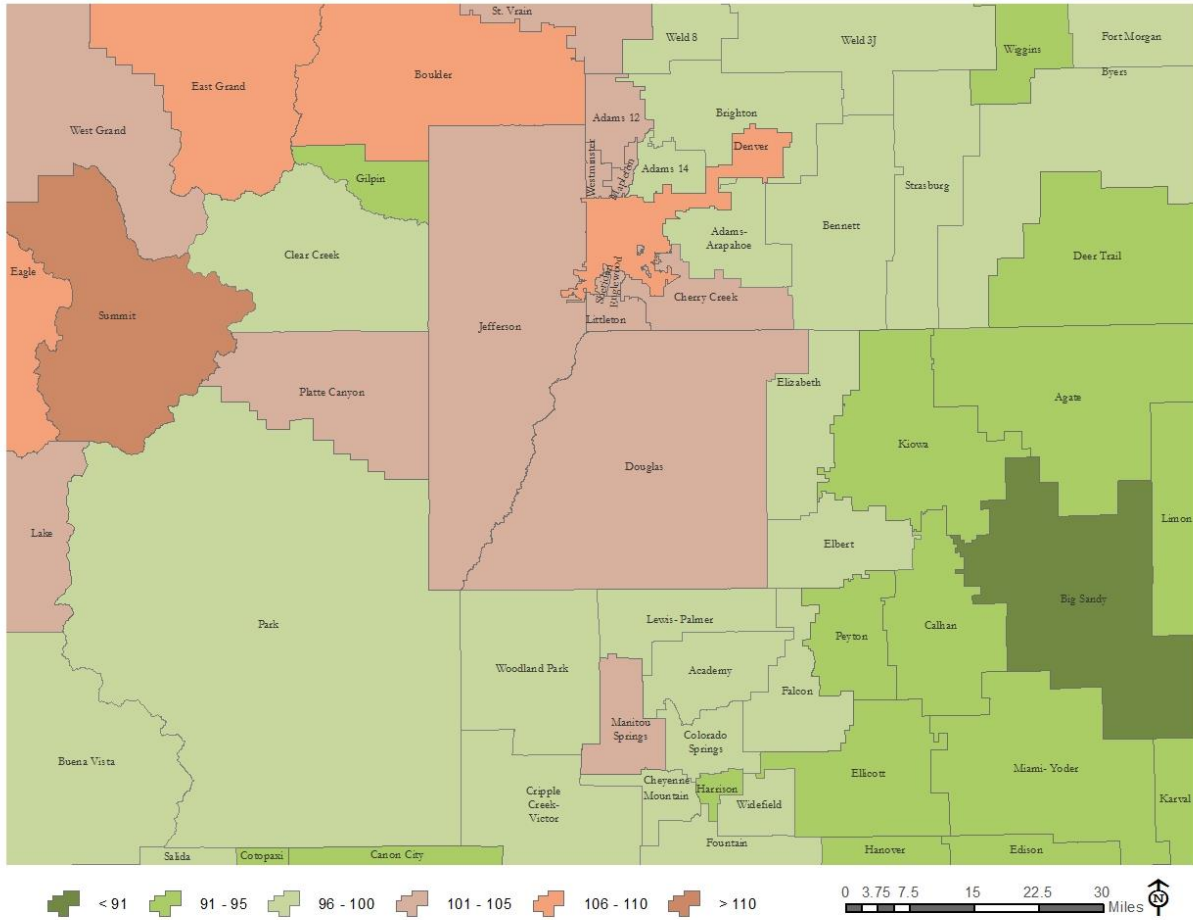 St. Vrain
Weld 8
Weld 3J
Fort Morgan
Wiggins
Byers
Boulder
East Grand
West Grand
Adams 12
Brighton
Denver
Westminster
Mapleton
Adams 14
Gilpin
Strasburg
Bennett
Adams-
Arapahoe
Clear Creek
Deer Trail
Eagle
Sheridan
Englewood
Cherry Creek
Summit
Jefferson
Littleton
Platte Canyon
Elizabeth
Agate
Kiowa
Douglas
Limon
Lake
Elbert
Big Sandy
Park
Lewis- Palmer
Calhan
Peyton
Woodland Park
Academy
Falcon
Manitou
Springs
Colorado
Springs
Buena Vista
Ellicott
Miami- Yoder
Cheyenne
Mountain
Harrison
Cripple
Creek-
Victor
Widefield
Karval
Fountain
Hanover
Edison
Salida
Cotopaxi
Canon City
< 91
91 - 95
96 - 100
101 - 105
106 - 110
> 110
0 3.75 7.5 15 22.5 30
Miles
N